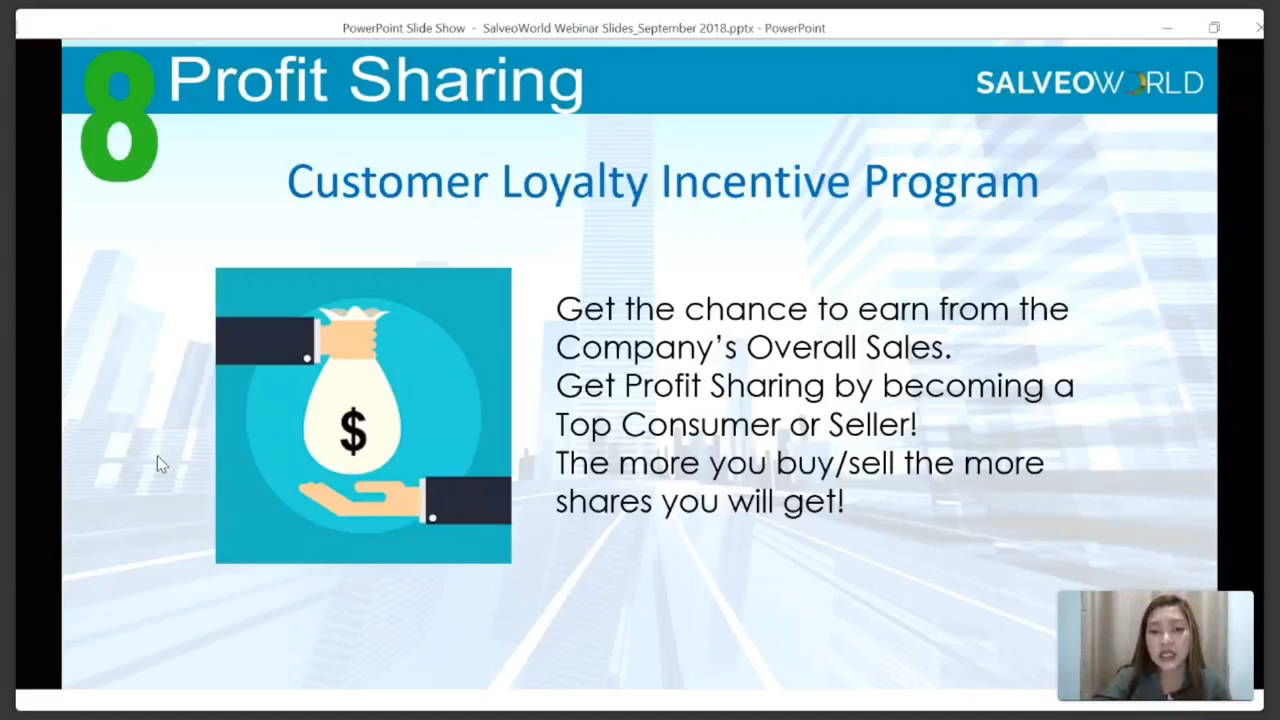 PowerPoint Slide Show - SalveoWorld Webinar Slides_September 2018.pptx - PowerPoint
8 Profit Sharing
SALVEOWORLD
Customer Loyalty Incentive Program
$
Get the chance to earn from the
Company’s Overall Sales.
Get Profit Sharing by becoming a
Top Consumer or Seller!
The more you buy/sell the more
shares you will get!